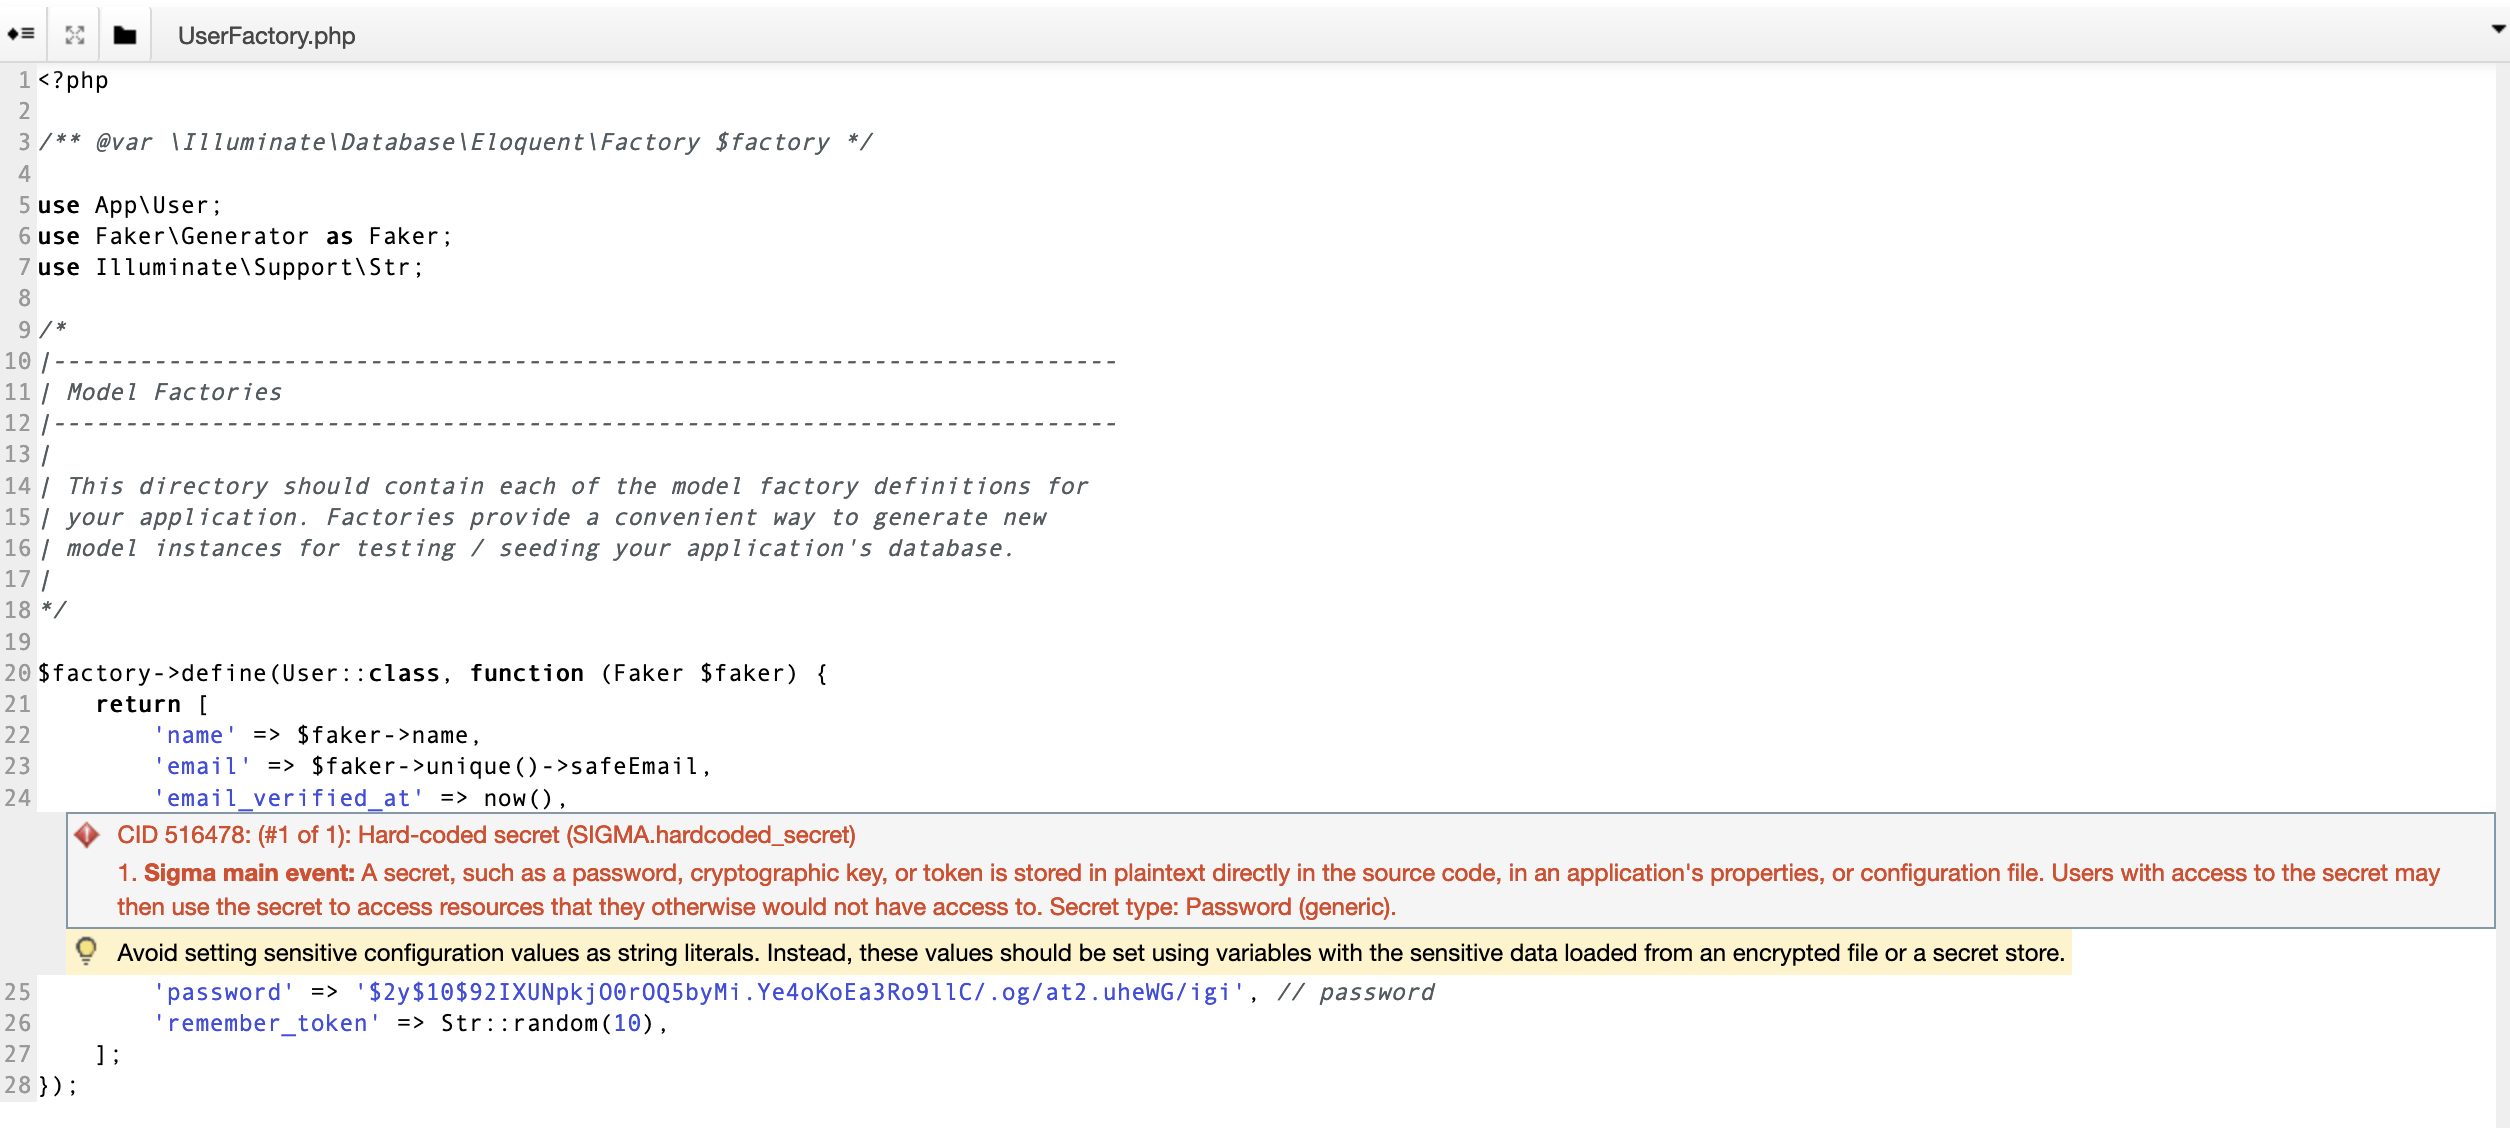 UserFactory.php
1 <?php
2
3 /** @var \Illuminate\Database\Eloquent\Factory $factory */
4
5 use App\User;
6 use Faker\Generator as Faker;
7 use Illuminate\Support\Str;
8
9 /*
10 |--------------------------------------------------------------------------
11 | Model Factories
12 |--------------------------------------------------------------------------
13 |
14 | This directory should contain each of the model factory definitions for
15 | your application. Factories provide a convenient way to generate new
16 | model instances for testing / seeding your application's database.
17 |
18 */
19
20 $factory->define(User::class, function (Faker $faker) {
21     return [
22         'name' => $faker->name,
23         'email' => $faker->unique()->safeEmail,
24         'email_verified_at' => now(),
CID 516478: (#1 of 1): Hard-coded secret (SIGMA.hardcoded_secret)
1. Sigma main event: A secret, such as a password, cryptographic key, or token is stored in plaintext directly in the source code, in an application's properties, or configuration file. Users with access to the secret may
then use the secret to access resources that they otherwise would not have access to. Secret type: Password (generic).
Avoid setting sensitive configuration values as string literals. Instead, these values should be set using variables with the sensitive data loaded from an encrypted file or a secret store.
25         'password' => '$2y$10$92IXUNpkjO0rOQ5byMi.Ye4oKoEa3Ro9llC/.og/at2.uheWG/igi', // password
26         'remember_token' => Str::random(10),
27     ];
28 });